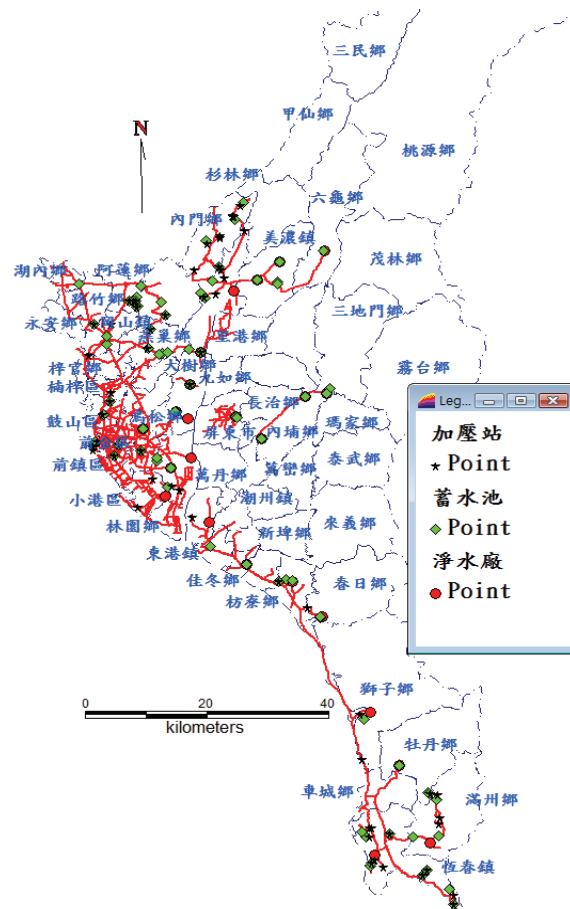 三民鄉
甲仙鄉
桃源鄉
N
杉林鄉
六龜鄉
內門鄉
美濃鎮
茂林鄉
湖內鄉
阿蓮鄉
路竹鄉
三地門鄉
永安鄉
岡山鎮
里港鄉
燕巢鄉
梓官鄉
大樹鄉
霧台鄉
九如鄉
楠梓區
長治鄉
瑪家鄉
鼓山區
鳥松鄉
屏東市
內埔鄉
前鎮區
萬丹鄉
萬巒鄉
泰武鄉
小港區
潮州鎮
林園鄉
新埤鄉
來義鄉
東港鎮
佳冬鄉
春日鄉
枋寮鄉
獅子鄉
牡丹鄉
車城鄉
滿州鄉
恆春鎮
0 20 40
kilometers
Leg...
加壓站
Point
蓄水池
Point
淨水廠
Point